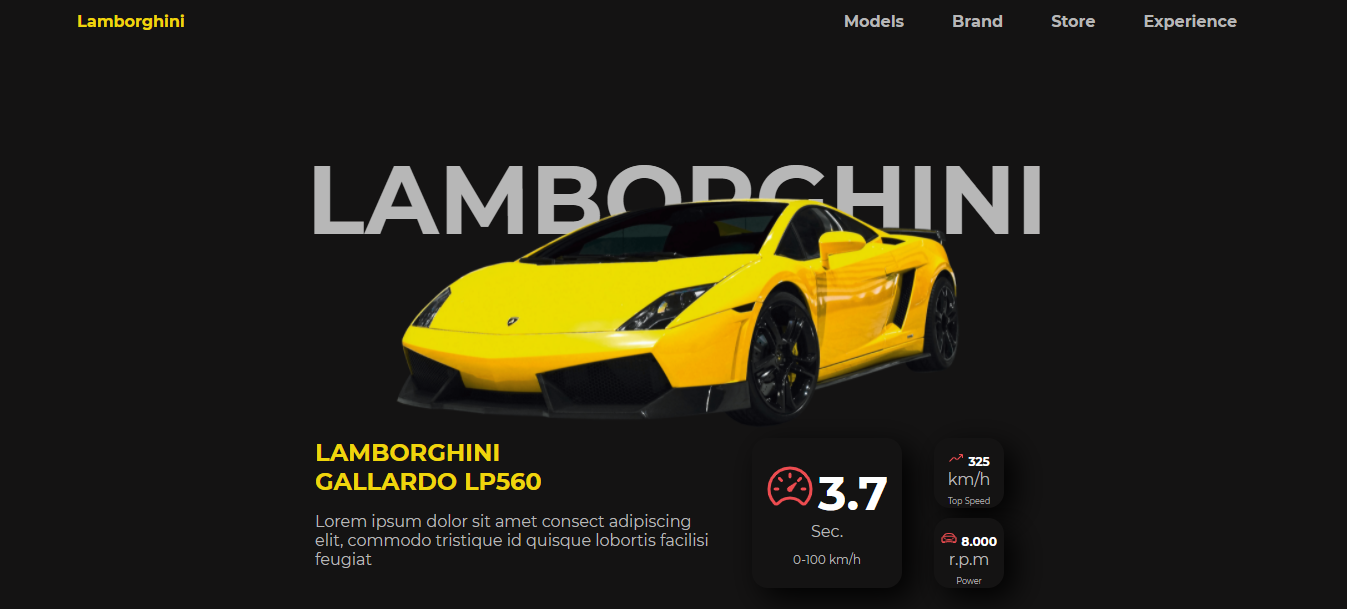 Lamborghini
Models Brand Store Experience
LAMBORGHINI
LAMBORGHINI
GALLARDO LP560
Lorem ipsum dolor sit amet consect adipiscing
elit, commodo tristique id quisque lobortis facilisi
feugiat
3.7
Sec.
0-100 km/h
325
km/h
Top Speed
8.000
r.p.m
Power